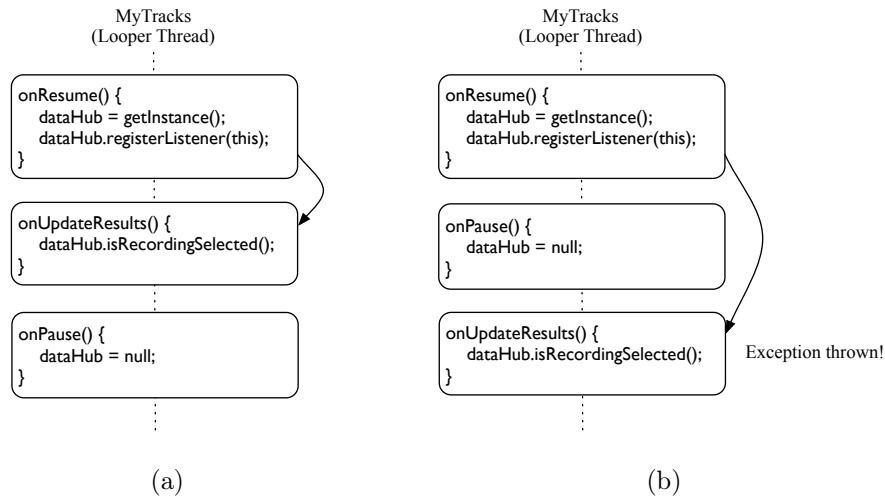 MyTracks
(Looper Thread)
onResume() {
dataHub = getInstance();
dataHub.registerListener(this);
}
onUpdateResults() {
dataHub.isRecordingSelected();
}
onPause() {
dataHub = null;
}
(a)
MyTracks
(Looper Thread)
onResume() {
dataHub = getInstance();
dataHub.registerListener(this);
}
onPause() {
dataHub = null;
}
onUpdateResults() {
dataHub.isRecordingSelected();
}
Exception thrown!
(b)